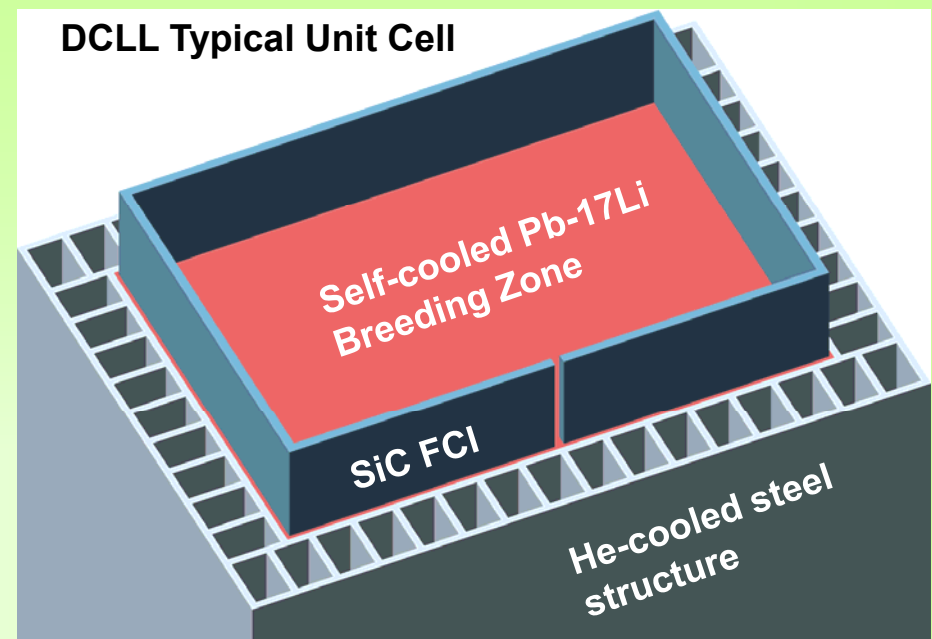 DCLL Typical Unit Cell
Self-cooled Pb-17Li
Breeding Zone
SiC FCI
He-cooled steel
structure